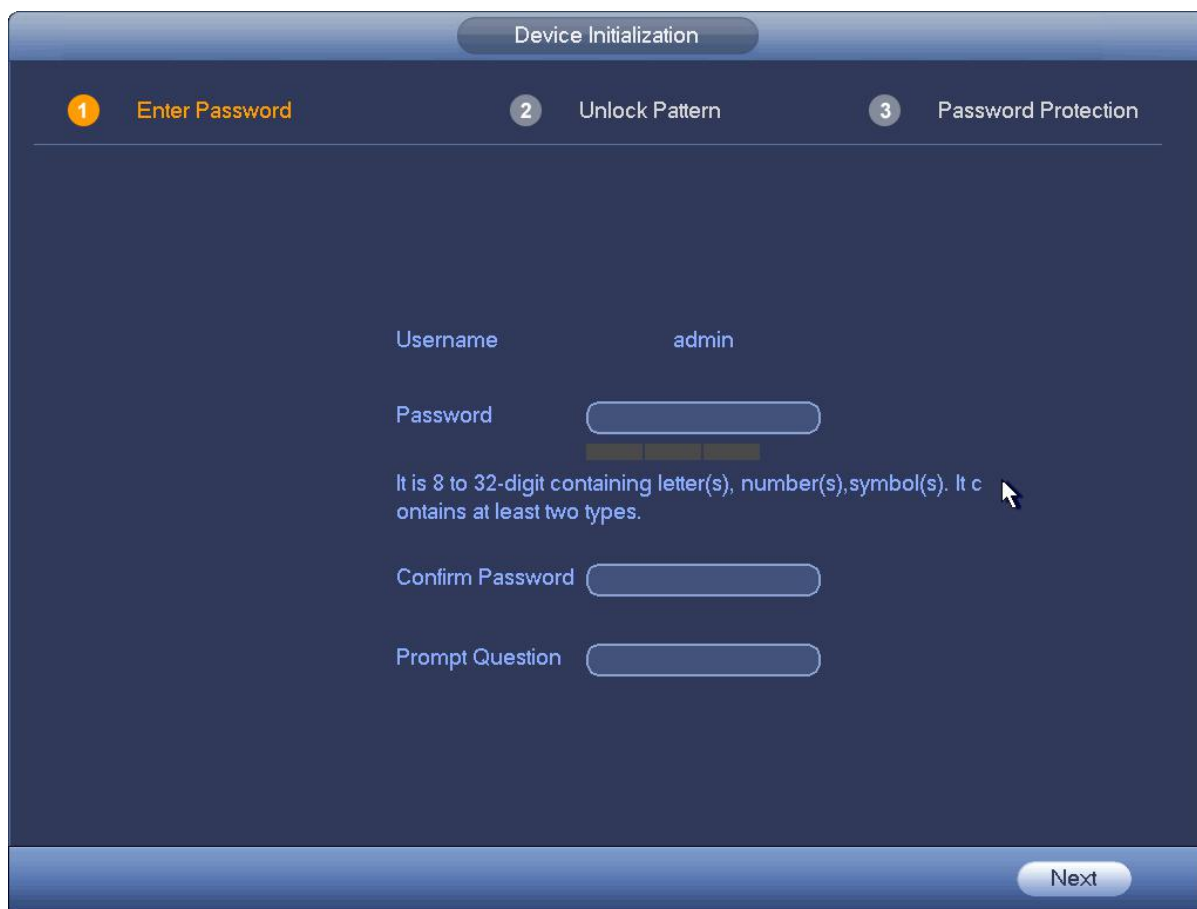 Device Initialization
1 Enter Password 2 Unlock Pattern 3 Password Protection
Username admin
Password
It is 8 to 32-digit containing letter(s), number(s),symbol(s). It c
ontains at least two types.
Confirm Password
Prompt Question
Next